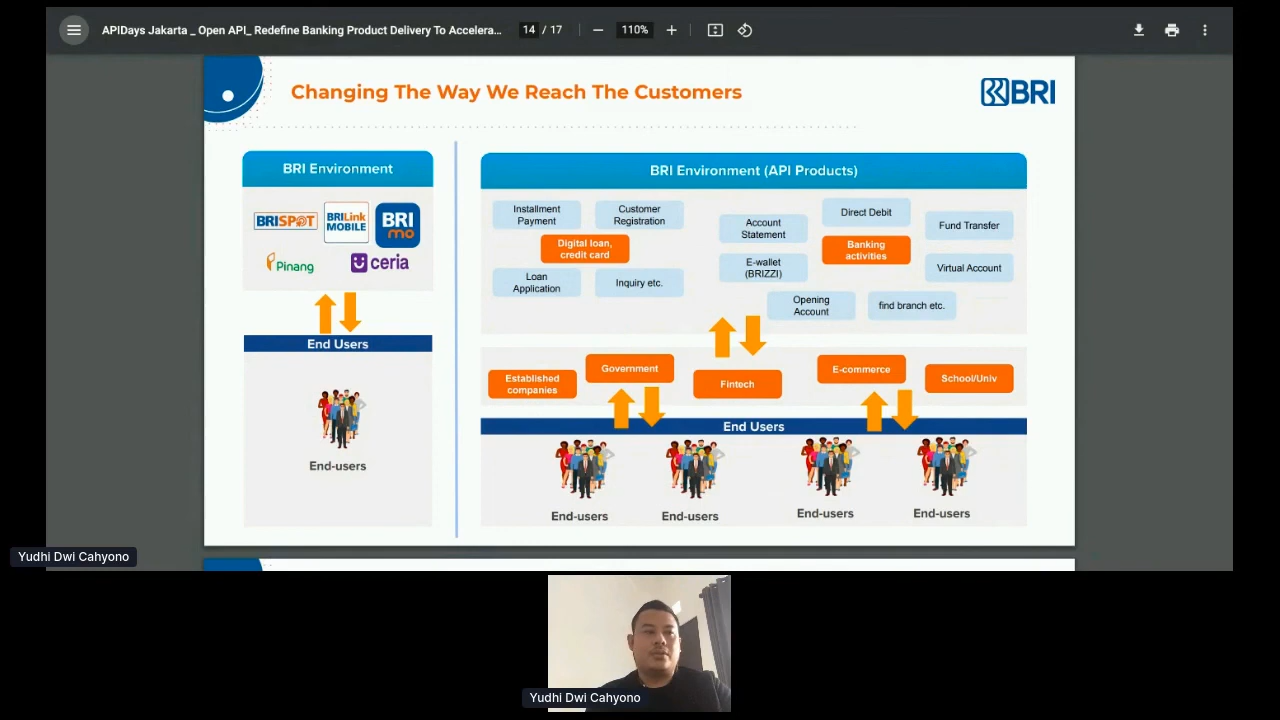 APIDays Jakarta _ Open API_ Redefine Banking Product Delivery To Accelera...
14 / 17
110%
Changing The Way We Reach The Customers
BRI
BRI Environment
BRISPOT
BRILink
MOBILE
BRI
mo
Pinang
ceria
End Users
End-users
BRI Environment (API Products)
Installment
Payment
Customer
Registration
Digital loan,
credit card
Loan
Application
Inquiry etc.
Account
Statement
Direct Debit
Fund Transfer
Banking
activities
E-wallet
(BRIZZI)
Virtual Account
Opening
Account
find branch etc.
Established
companies
Government
Fintech
E-commerce
School/Univ
End Users
End-users
End-users
End-users
End-users
Yudhi Dwi Cahyono
Yudhi Dwi Cahyono